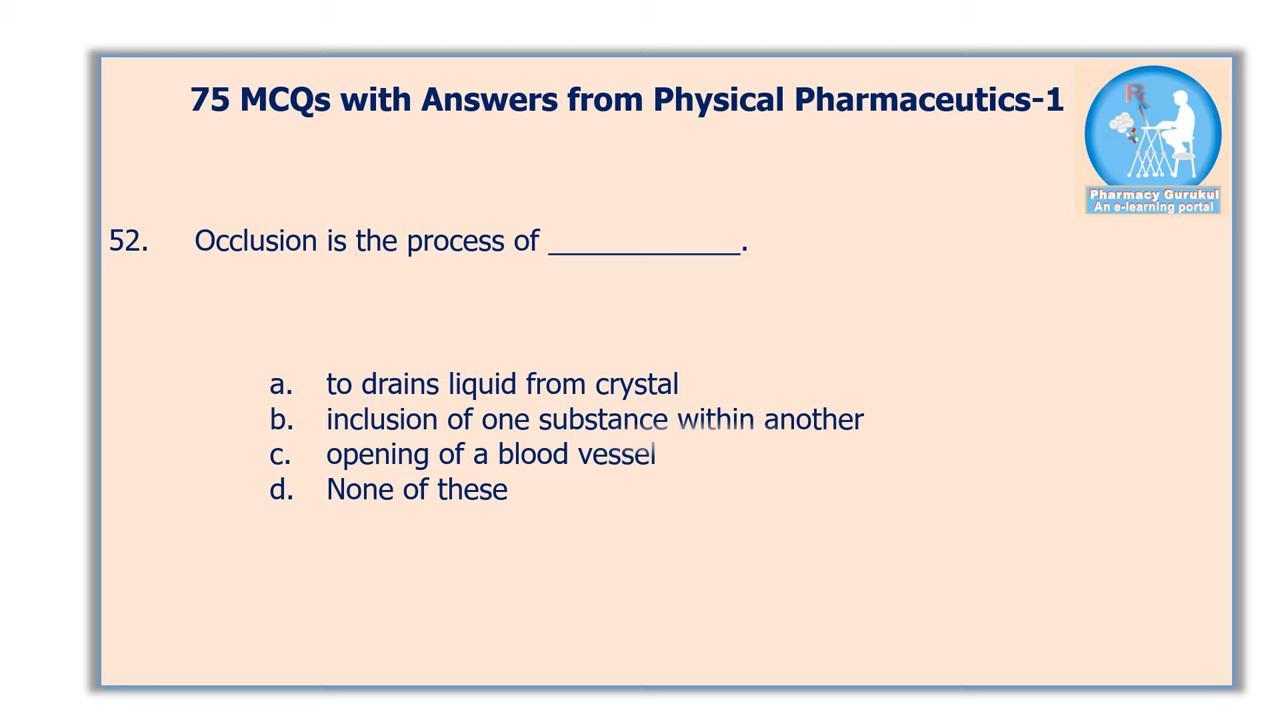 75 MCQs with Answers from Physical Pharmaceutics-1
Rx
Pharmacy Gurukul
An e-learning portal
52. Occlusion is the process of ____________.
a. to drains liquid from crystal
b. inclusion of one substance within another
c. opening of a blood vessel
d. None of these